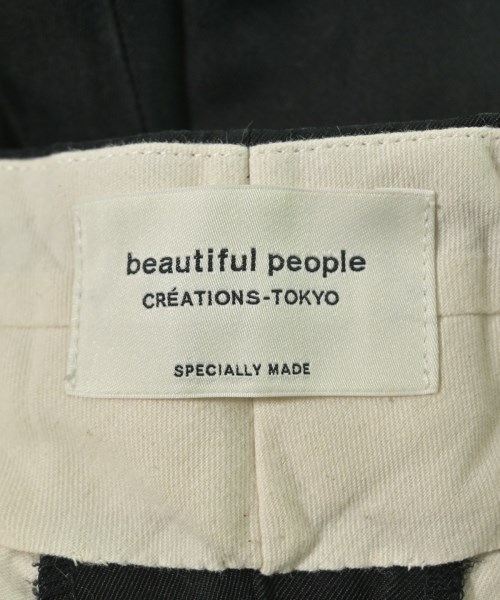 beautiful people
CRÉATIONS-TOKYO
SPECIALLY MADE